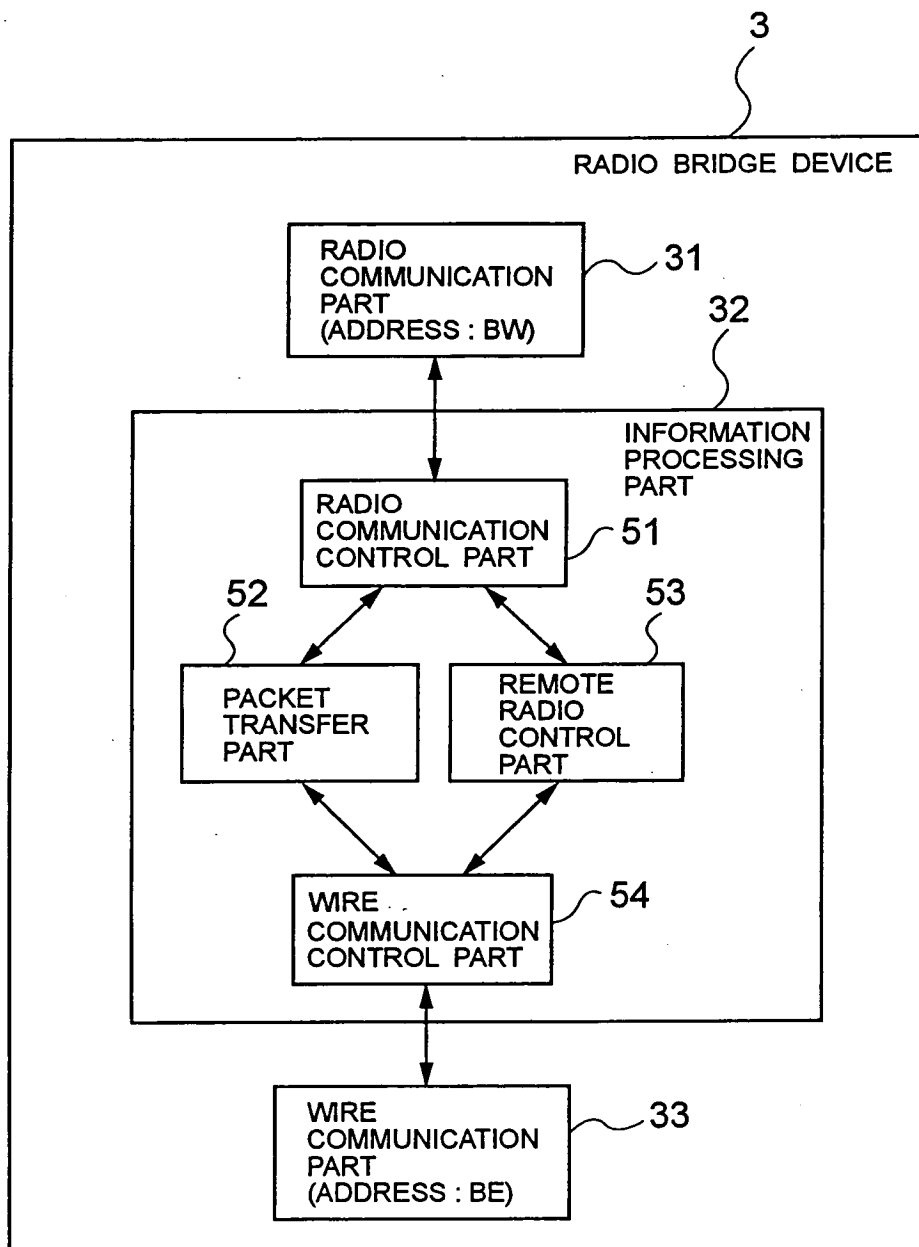 3
RADIO BRIDGE DEVICE
RADIO
COMMUNICATION
PART
(ADDRESS : BW)
31
32
INFORMATION
PROCESSING
PART
RADIO
COMMUNICATION
CONTROL PART
51
52
53
PACKET
TRANSFER
PART
REMOTE
RADIO
CONTROL
PART
WIRE
COMMUNICATION
CONTROL PART
54
WIRE
COMMUNICATION
PART
(ADDRESS : BE)
33